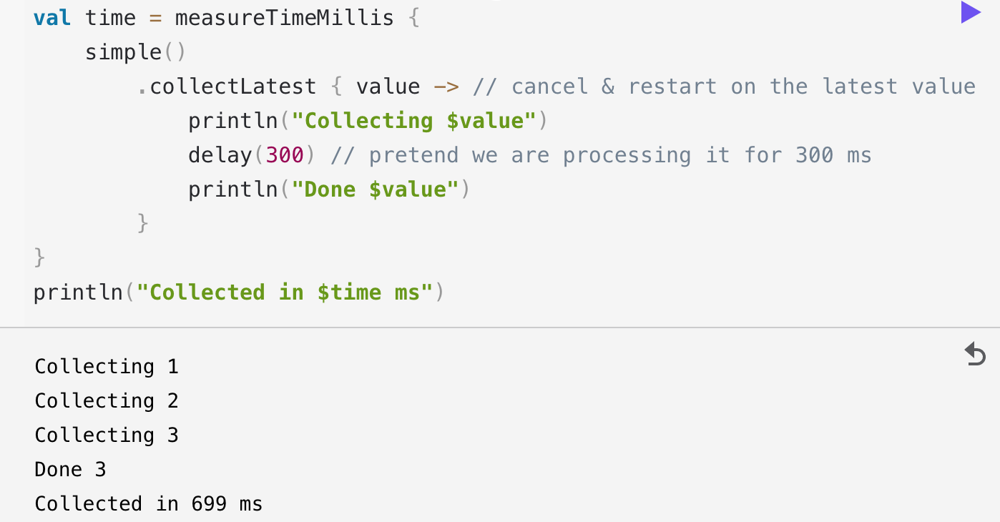 val time = measureTimeMillis {
    simple()
        .collectLatest { value -> // cancel & restart on the latest value
            println("Collecting $value")
            delay(300) // pretend we are processing it for 300 ms
            println("Done $value")
        }
}
println("Collected in $time ms")
Collecting 1
Collecting 2
Collecting 3
Done 3
Collected in 699 ms